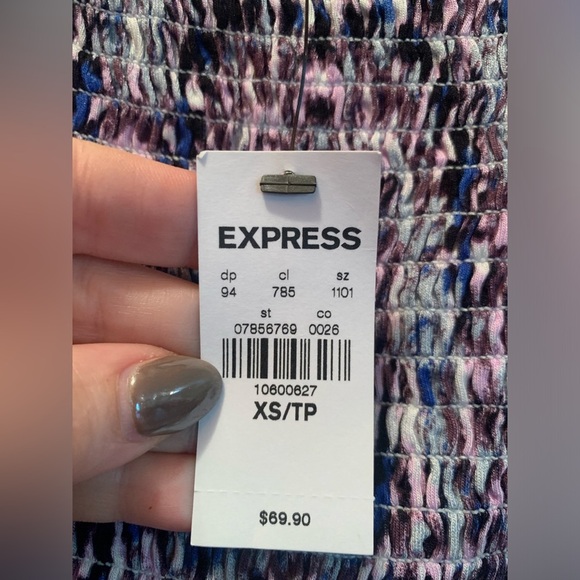 EXPRESS
dp cl sz
94 785 1101
st co
07856769 0026
10600627
XS/TP
$69.90